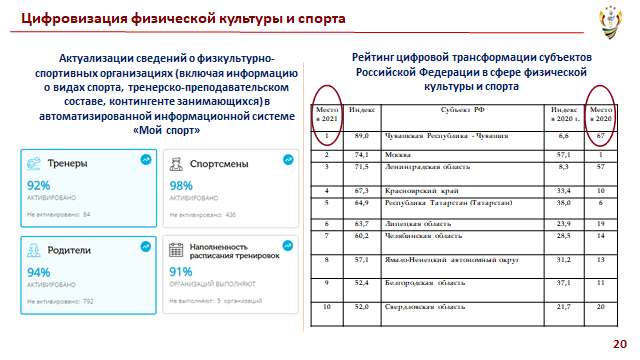 Цифровизация физической культуры и спорта
Актуализации сведений о физкультурно-
спортивных организациях (включая информацию
о видах спорта, тренерско-преподавательском
составе, контингенте занимающихся) в
автоматизированной информационной системе
«Мой спорт»
Тренеры
92%
АКТИВИРОВАНО
Не активировано: 84
Спортсмены
98%
АКТИВИРОВАНО
Не активировано: 436
Родители
94%
АКТИВИРОВАНО
Не активировано: 792
Наполненность
расписания тренировок
91%
ОРГАНИЗАЦИЙ ВЫПОЛНЯЮТ
Не выполняют: 5 организаций
Рейтинг цифровой трансформации субъектов
Российской Федерации в сфере физической
культуры и спорта
Место в 2021 Индекс Субъект РФ Индекс в 2020 г. Место в 2020
1 89,0 Чувашская Республика - Чувашия 6,6 67
2 74,1 Москва 57,1 1
3 71,5 Ленинградская область 8,3 57
4 67,3 Красноярский край 33,4 10
5 64,9 Республика Татарстан (Татарстан) 38,0 6
6 63,7 Липецкая область 23,9 19
7 60,2 Челябинская область 28,5 14
8 57,1 Ямало-Ненецкий автономный округ 31,2 13
9 52,4 Белгородская область 37,1 11
10 52,0 Свердловская область 21,7 20
20